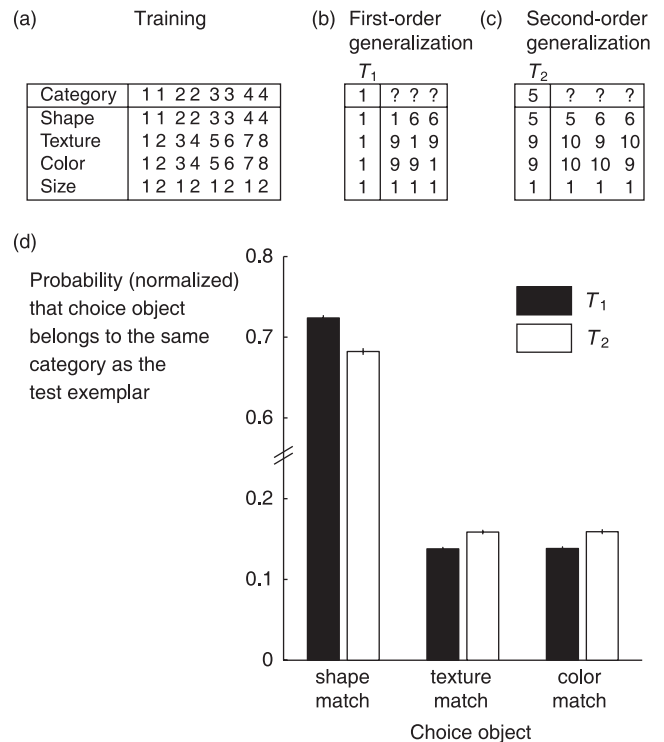 (a) Training
Category 1 1 2 2 3 3 4 4
Shape 1 1 2 2 3 3 4 4
Texture 1 2 3 4 5 6 7 8
Color 1 2 3 4 5 6 7 8
Size 1 2 1 2 1 2 1 2
(b) First-order
generalization
T1
1 ? ? ?
1 1 6 6
1 9 1 9
1 9 9 1
1 1 1 1
(c) Second-order
generalization
T2
5 ? ? ?
5 5 6 6
9 10 9 10
9 10 10 9
1 1 1 1
(d)
Probability (normalized)
that choice object
belongs to the same
category as the
test exemplar
0.8
0.7
0.6
0.2
0.1
0
T1
T2
shape match
texture match
color match
Choice object